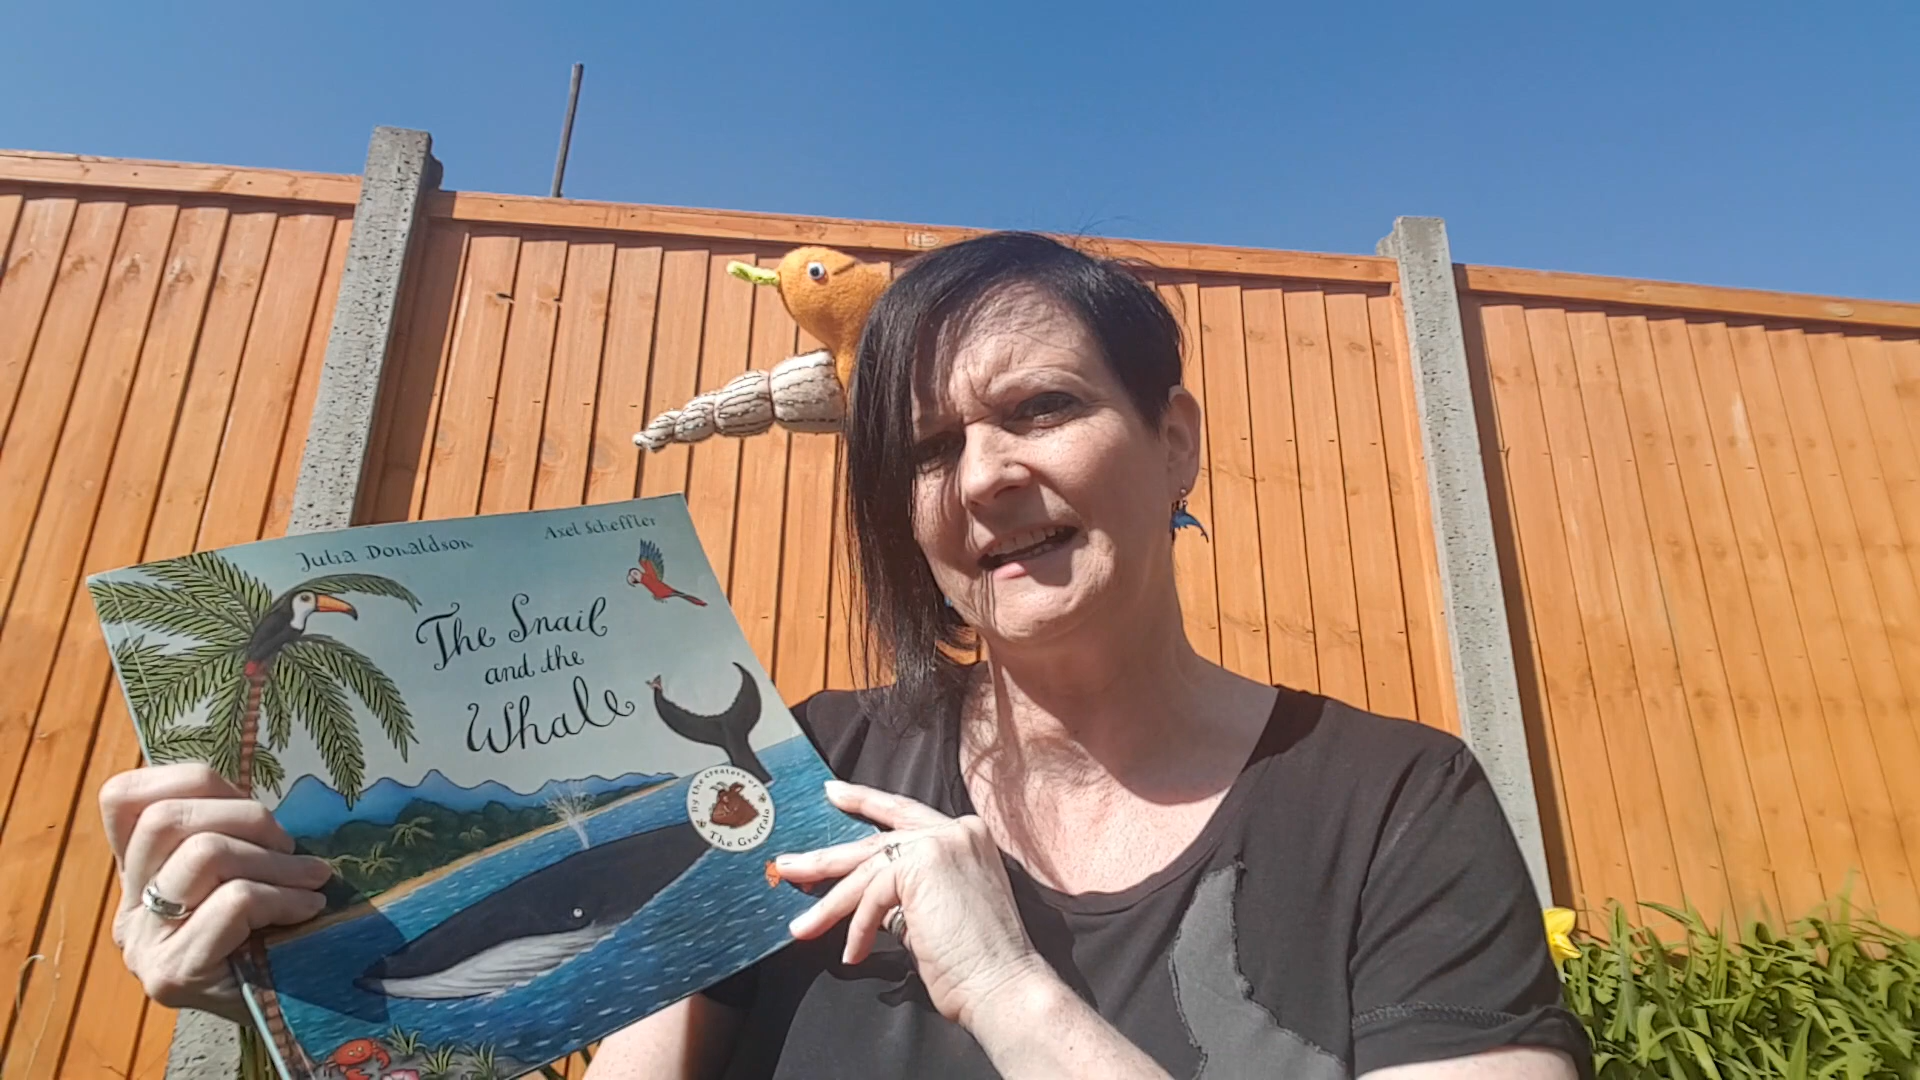 Julia Donaldson
Axel Scheffler
The Snail
and the
Whale
By the Creators of
The Gruffalo